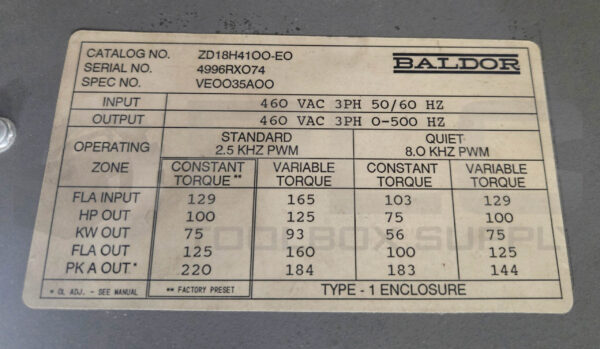 CATALOG NO. ZD18H4100-EO
SERIAL NO. 4996RX074
SPEC NO. VE0035A00
BALDOR
INPUT 460 VAC 3PH 50/60 HZ
OUTPUT 460 VAC 3PH 0-500 HZ
OPERATING ZONE
STANDARD QUIET
2.5 KHZ PWM 8.0 KHZ PWM
CONSTANT VARIABLE CONSTANT VARIABLE
TORQUE** TORQUE TORQUE TORQUE
FLA INPUT 129 165 103 129
HP OUT 100 125 75 100
KW OUT 75 93 56 75
FLA OUT 125 160 100 125
PK A OUT* 220 184 183 144
* OL ADJ. - SEE MANUAL ** FACTORY PRESET TYPE - 1 ENCLOSURE
TOOLBOX SUPPLY